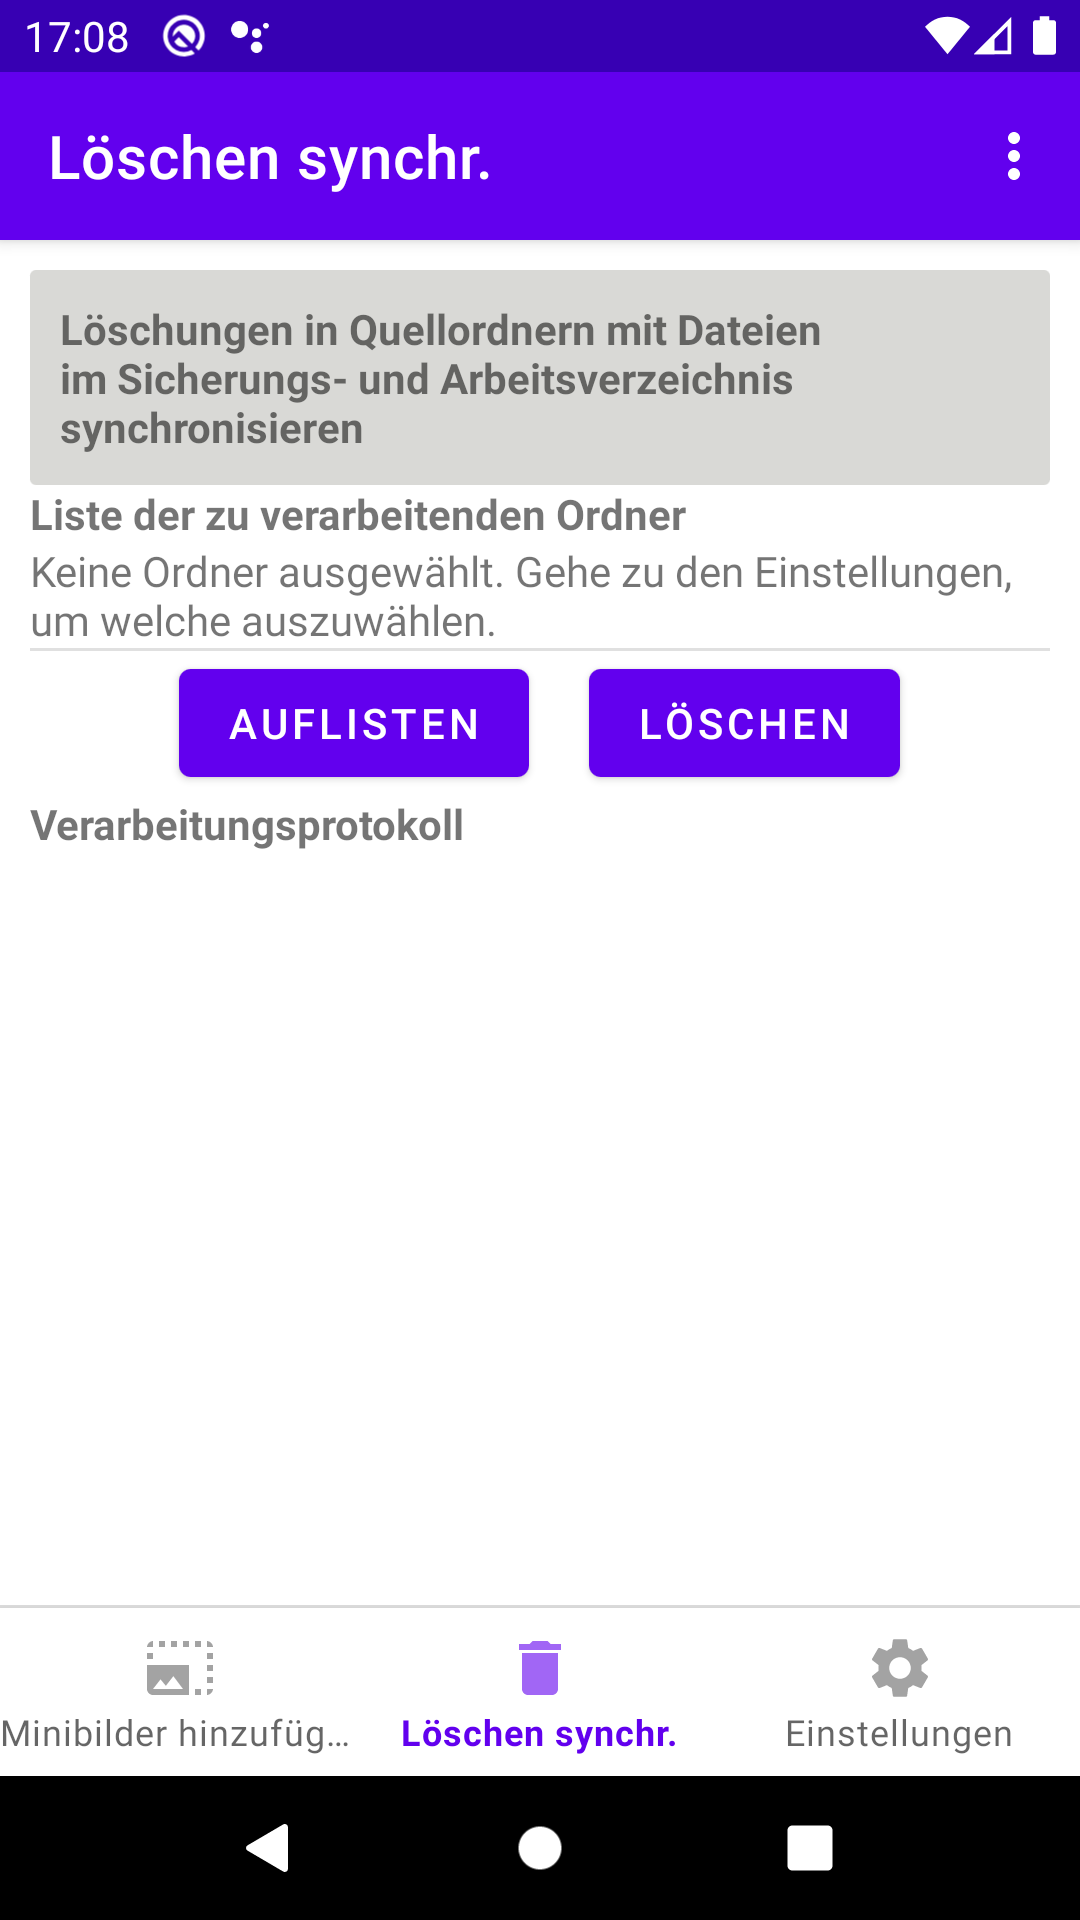 17:08
Löschen synchr.
Löschungen in Quellordnern mit Dateien
im Sicherungs- und Arbeitsverzeichnis
synchronisieren
Liste der zu verarbeitenden Ordner
Keine Ordner ausgewählt. Gehe zu den Einstellungen,
um welche auszuwählen.
AUFLISTEN LÖSCHEN
Verarbeitungsprotokoll
Minibilder hinzufüg… Löschen synchr. Einstellungen